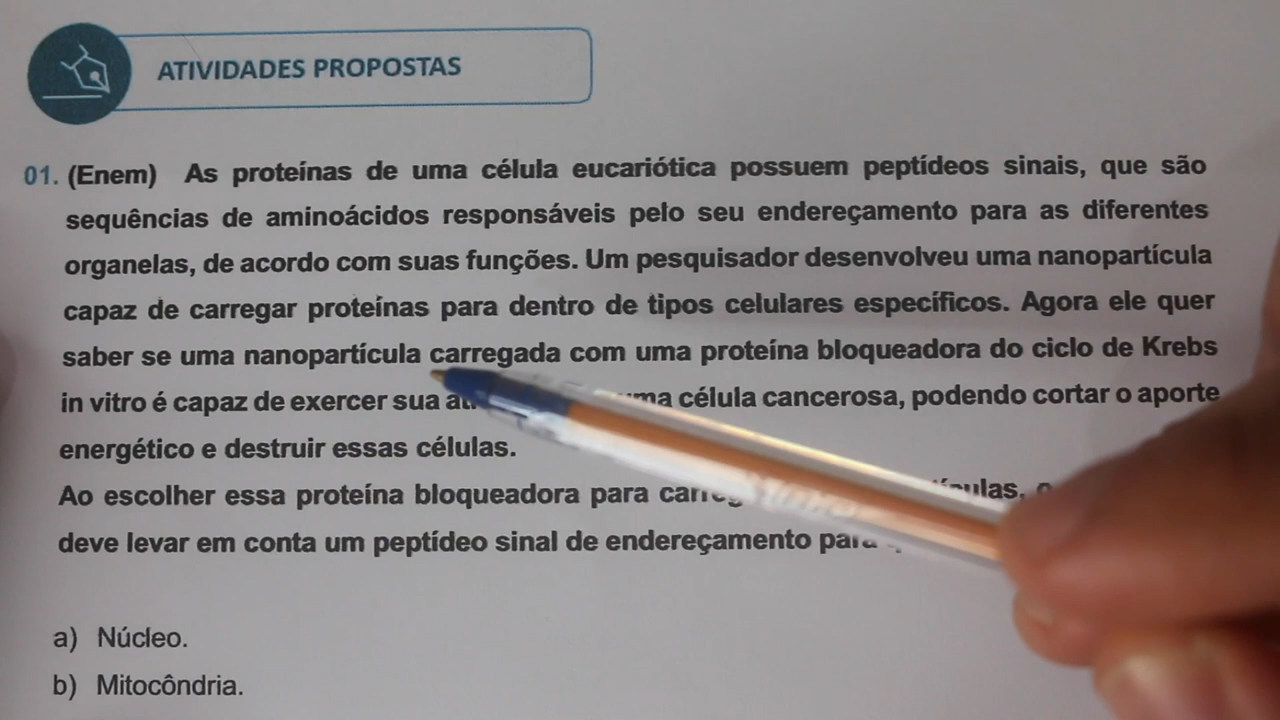 ATIVIDADES PROPOSTAS
01. (Enem) As proteínas de uma célula eucariótica possuem peptídeos sinais, que são
sequências de aminoácidos responsáveis pelo seu endereçamento para as diferentes
organelas, de acordo com suas funções. Um pesquisador desenvolveu uma nanopartícula
capaz de carregar proteínas para dentro de tipos celulares específicos. Agora ele quer
saber se uma nanopartícula carregada com uma proteína bloqueadora do ciclo de Krebs
in vitro é capaz de exercer sua célula cancerosa, podendo cortar o aporte
energético e destruir essas células.
Ao escolher essa proteína bloqueadora para
deve levar em conta um peptídeo sinal de endereçamento para
a) Núcleo.
b) Mitocôndria.